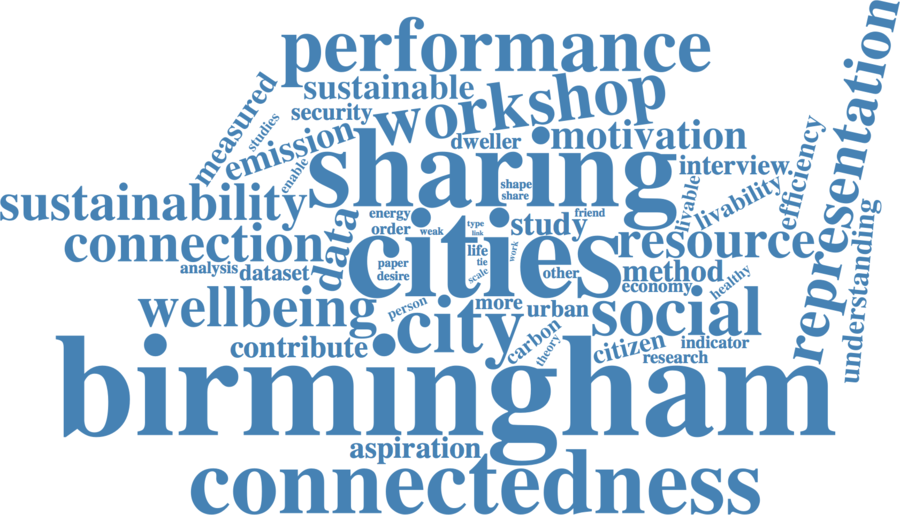 performance
sustainable
workshop
security
measured
studies
emission
enable
dweller
motivation
representation
sharing
interview
efficiency
shape
share
livable
livability
sustainability
energy
order
weak
type
link
study
friend
connection
data
cities
resource
understanding
analysis
dataset
paper
desire
life
tie
scale
work
other
method
economy
healthy
wellbeing
person
city
more
urban
social
carbon
theory
citizen
indicator
research
contribute
birmingham
aspiration
connectedness